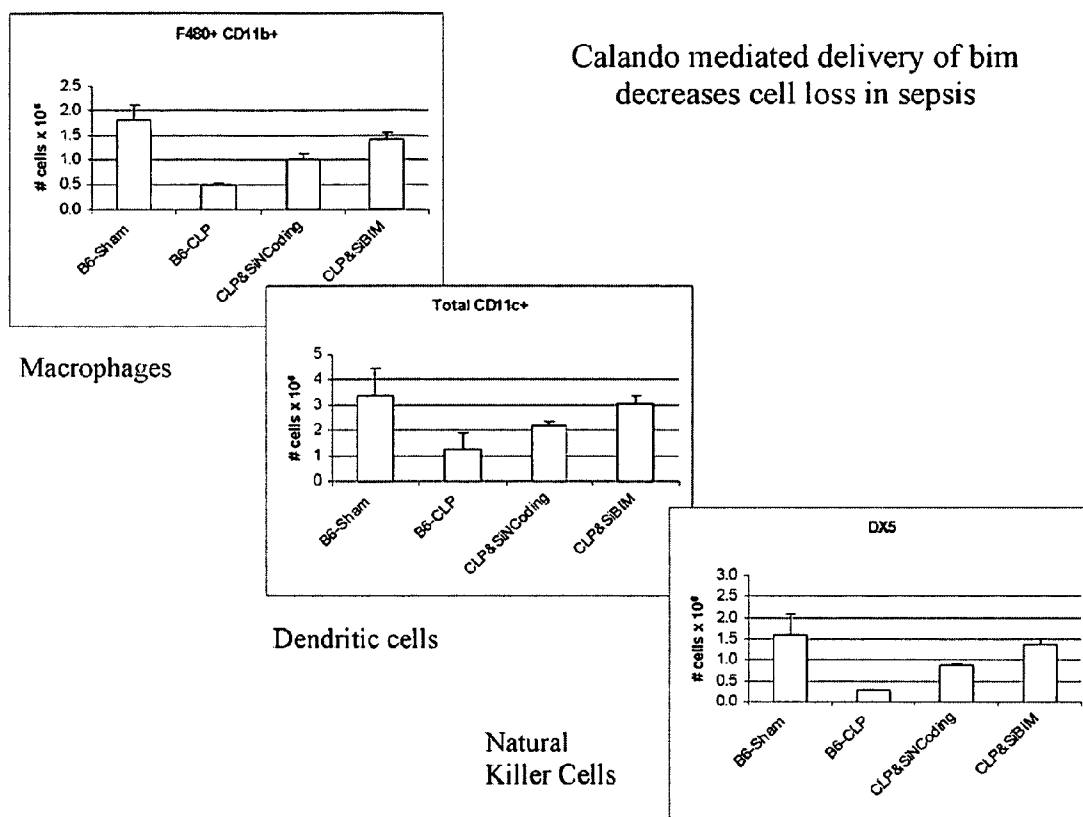 Calando mediated delivery of bim
decreases cell loss in sepsis
F480+ CD11b+
# cells x 10⁶
2.5
2.0
1.5
1.0
0.5
0.0
B6-Sham
B6-CLP
CLP&SiNCoding
CLP&SiBIM
Macrophages
Total CD11c+
# cells x 10⁶
5
4
3
2
1
0
B6-Sham
B6-CLP
CLP&SiNCoding
CLP&SiBIM
Dendritic cells
DX5
# cells x 10⁶
3.0
2.5
2.0
1.5
1.0
0.5
0.0
B6-Sham
B6-CLP
CLP&SiNCoding
CLP&SiBIM
Natural
Killer Cells